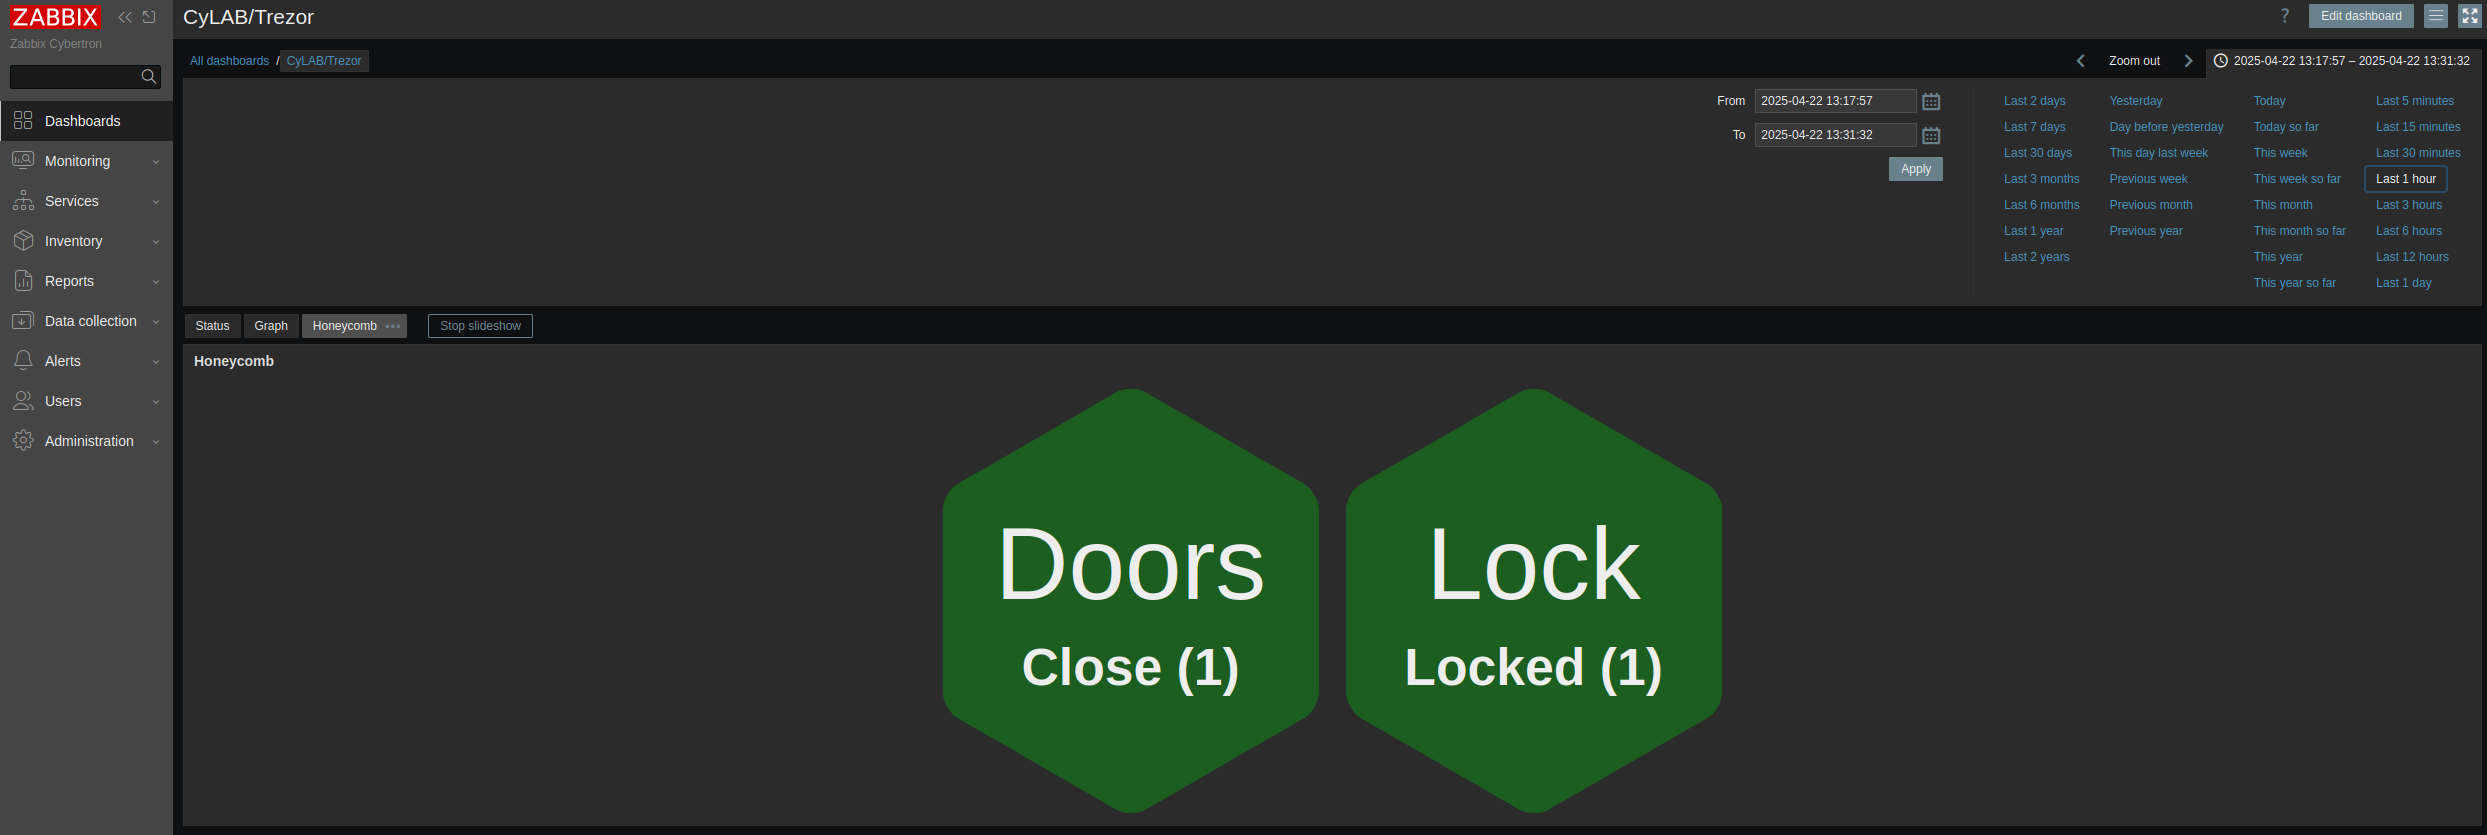 ZABBIX
Zabbix Cybertron
Dashboards
Monitoring
Services
Inventory
Reports
Data collection
Alerts
Users
Administration
CyLAB/Trezor
? Edit dashboard
All dashboards / CyLAB/Trezor
Zoom out
2025-04-22 13:17:57 – 2025-04-22 13:31:32
From 2025-04-22 13:17:57
To 2025-04-22 13:31:32
Apply
Last 2 days Yesterday Today Last 5 minutes
Last 7 days Day before yesterday Today so far Last 15 minutes
Last 30 days This day last week This week Last 30 minutes
Last 3 months Previous week This week so far Last 1 hour
Last 6 months Previous month This month Last 3 hours
Last 1 year Previous year This month so far Last 6 hours
Last 2 years This year Last 12 hours
This year so far Last 1 day
Status Graph Honeycomb Stop slideshow
Honeycomb
Doors
Close (1)
Lock
Locked (1)